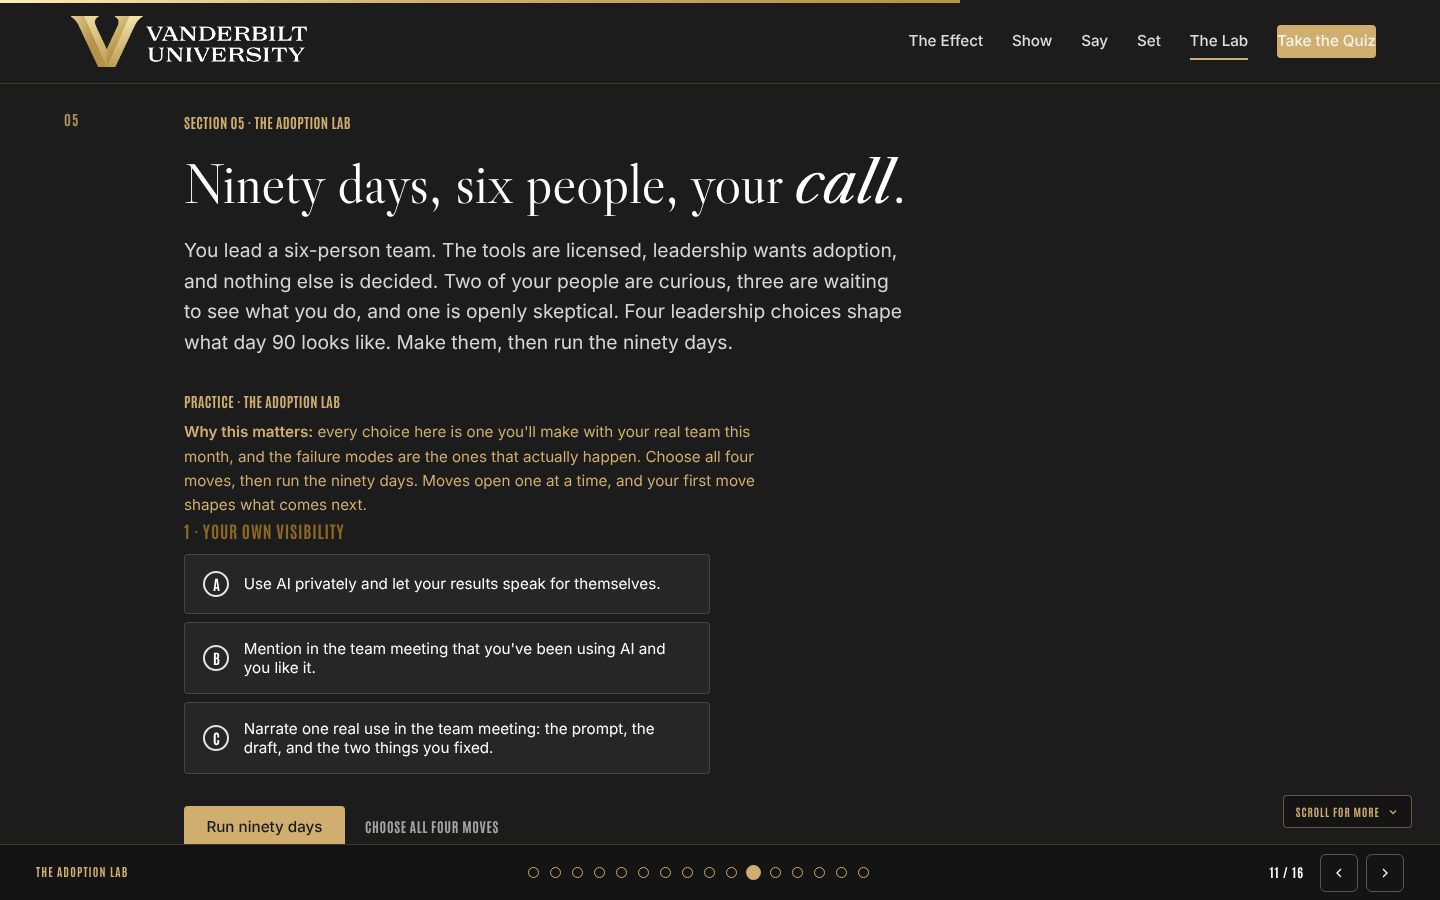 VANDERBILT
UNIVERSITY
The Effect
Show
Say
Set
The Lab
Take the Quiz
05
SECTION 05 · THE ADOPTION LAB
Ninety days, six people, your call.
You lead a six-person team. The tools are licensed, leadership wants adoption,
and nothing else is decided. Two of your people are curious, three are waiting
to see what you do, and one is openly skeptical. Four leadership choices shape
what day 90 looks like. Make them, then run the ninety days.
PRACTICE · THE ADOPTION LAB
Why this matters: every choice here is one you'll make with your real team this
month, and the failure modes are the ones that actually happen. Choose all four
moves, then run the ninety days. Moves open one at a time, and your first move
shapes what comes next.
1 · YOUR OWN VISIBILITY
A
Use AI privately and let your results speak for themselves.
B
Mention in the team meeting that you've been using AI and
you like it.
C
Narrate one real use in the team meeting: the prompt, the
draft, and the two things you fixed.
Run ninety days
CHOOSE ALL FOUR MOVES
SCROLL FOR MORE
THE ADOPTION LAB
11 / 16